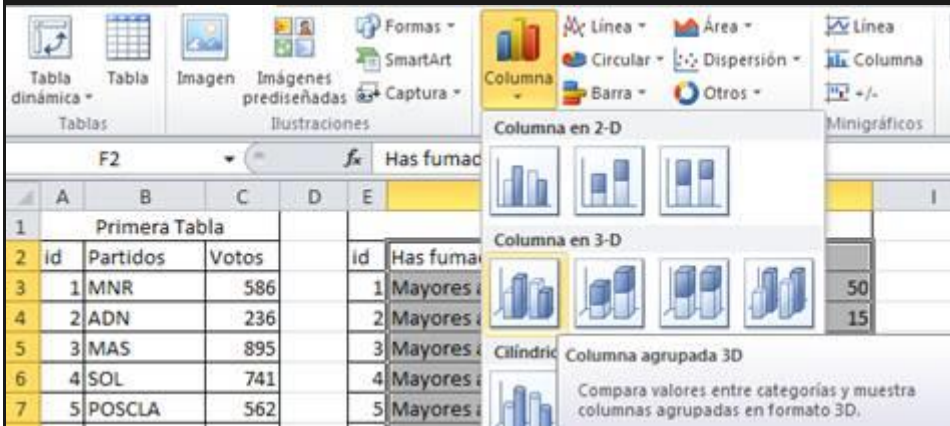 Tabla dinámica
Tabla
Imagen
Imágenes prediseñadas
Formas
SmartArt
Captura
Columna
Línea
Circular
Barra
Área
Dispersión
Otros
Línea
Columna
+/-
Tablas
Ilustraciones
Minigráficos
F2
fx
Has fumad
Columna en 2-D
Columna en 3-D
A B C D E I
1 Primera Tabla
2 id Partidos Votos id Has fuma
3 1 MNR 586 1 Mayores a 50
4 2 ADN 236 2 Mayores a 15
5 3 MAS 895 3 Mayores a
6 4 SOL 741 4 Mayores a
7 5 POSCLA 562 5 Mayores a
Cilíndric
Columna agrupada 3D
Compara valores entre categorías y muestra
columnas agrupadas en formato 3D.